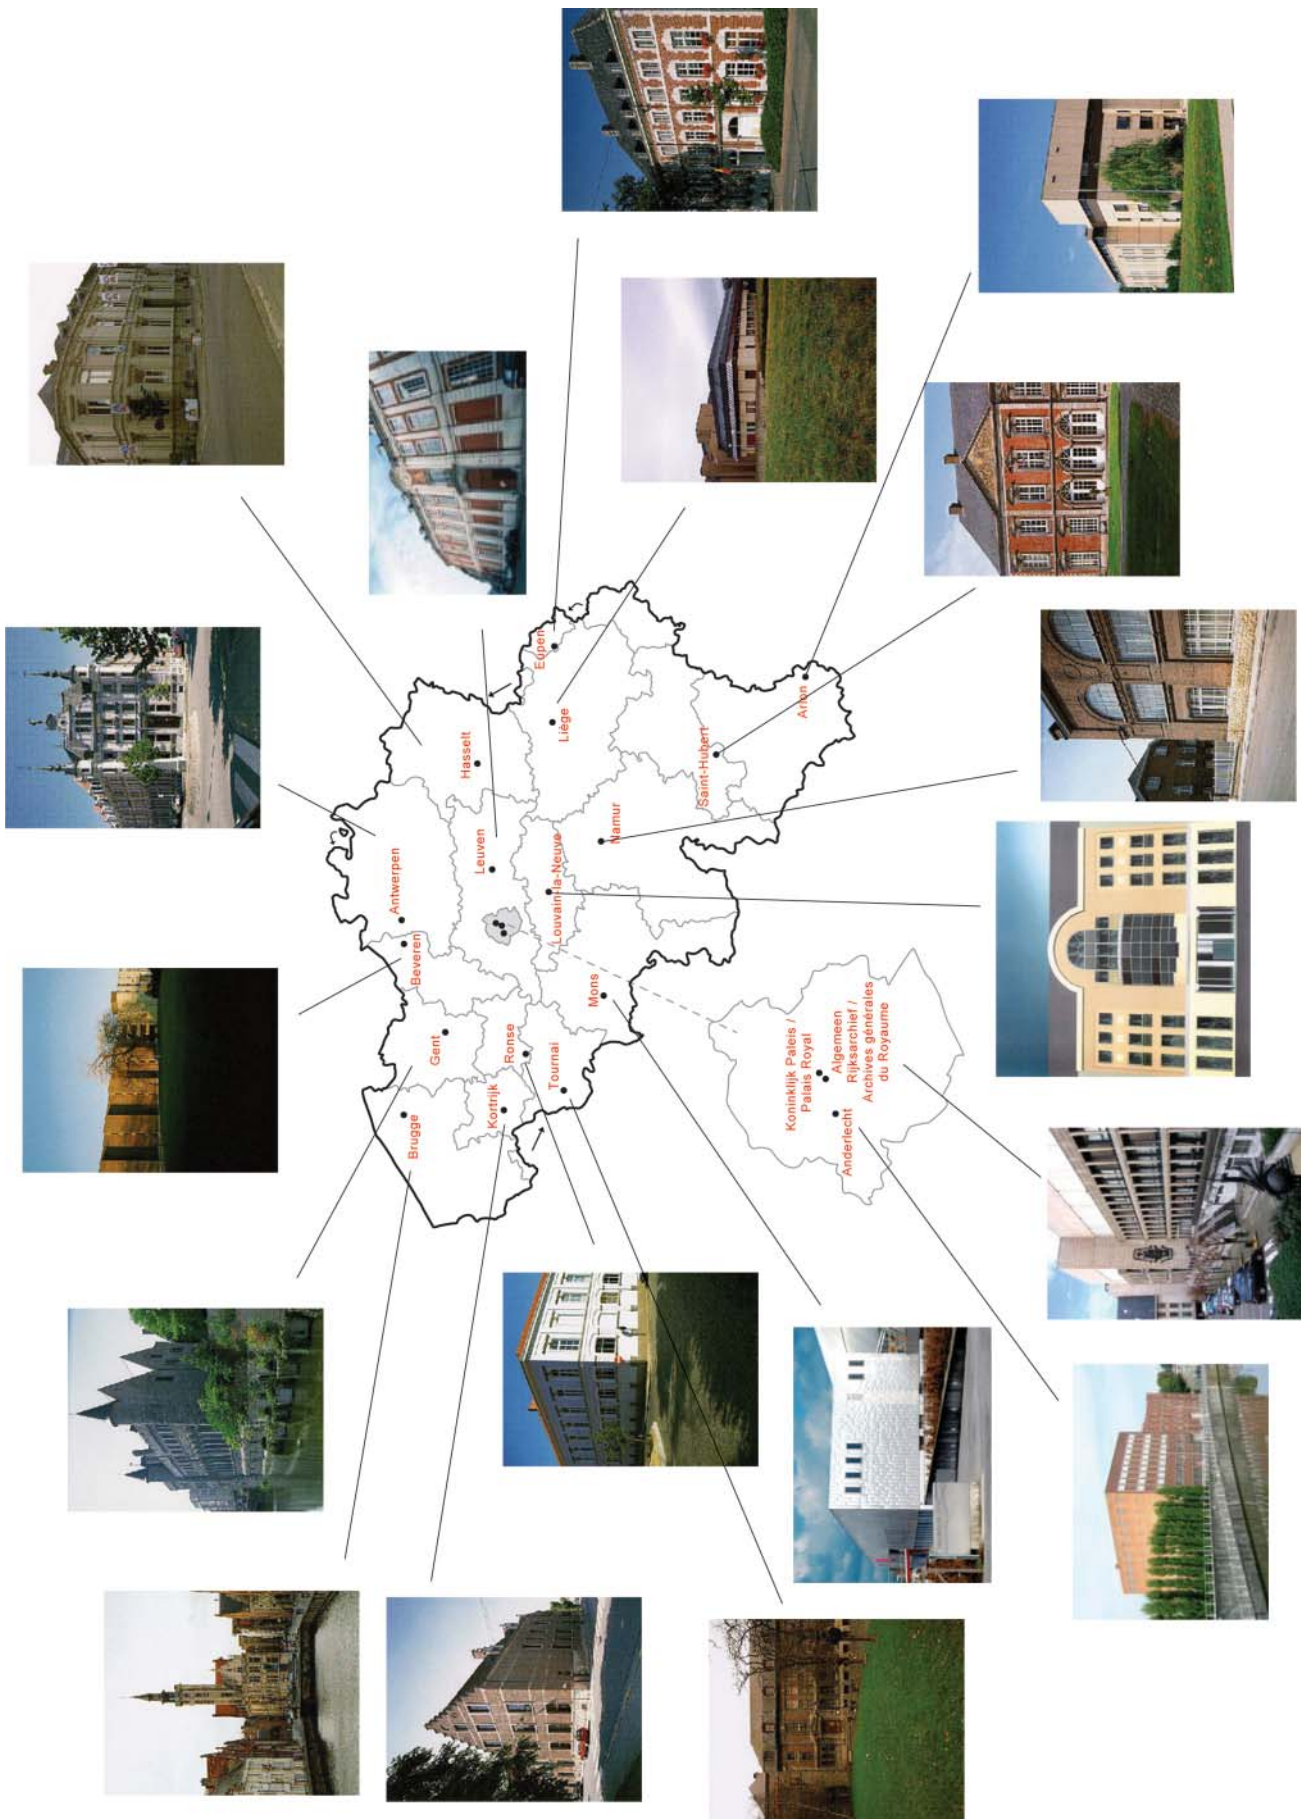 Antwerpen
Beveren
Brugge
Gent
Hasselt
Leuven
Kortrijk
Ronse
Eupen
Liège
Louvain-la-Neuve
Tournai
Mons
Namur
Saint-Hubert
Arlon
Koninklijk Paleis /
Palais Royal
Algemeen
Rijksarchief /
Archives générales
du Royaume
Anderlecht